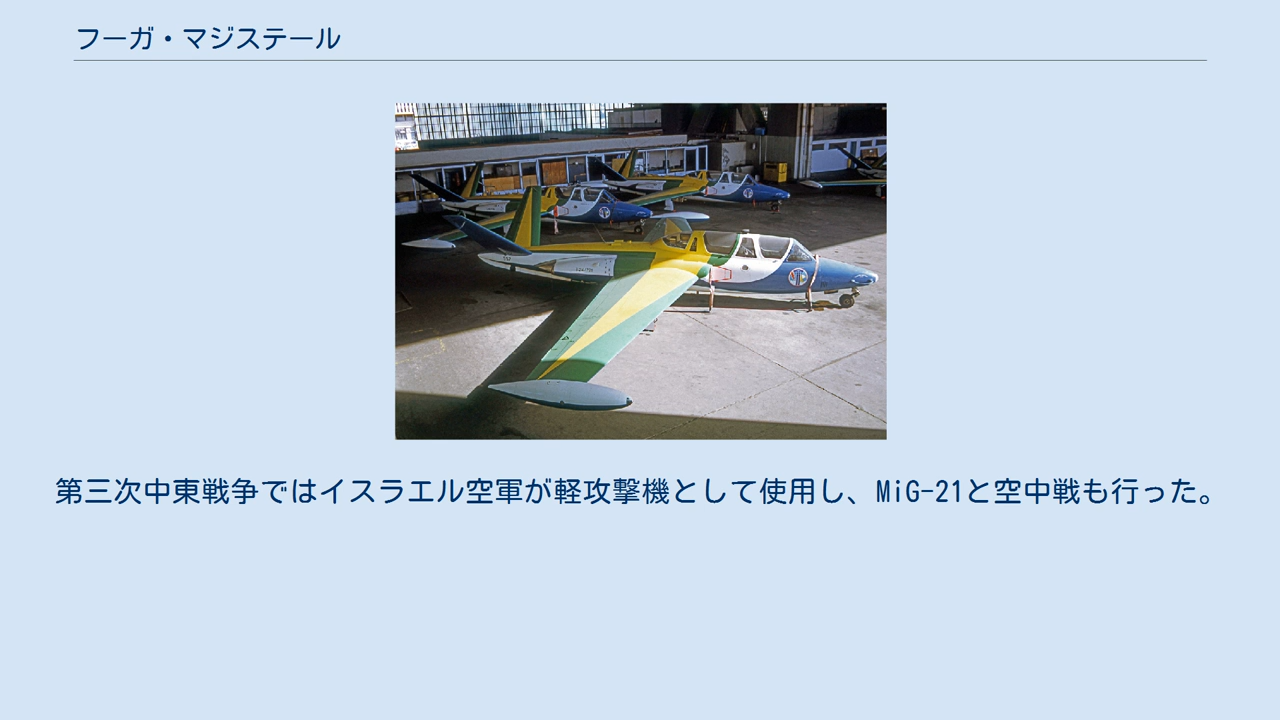 フーガ・マジステール
第三次中東戦争ではイスラエル空軍が軽攻撃機として使用し、MiG-21と空中戦も行った。